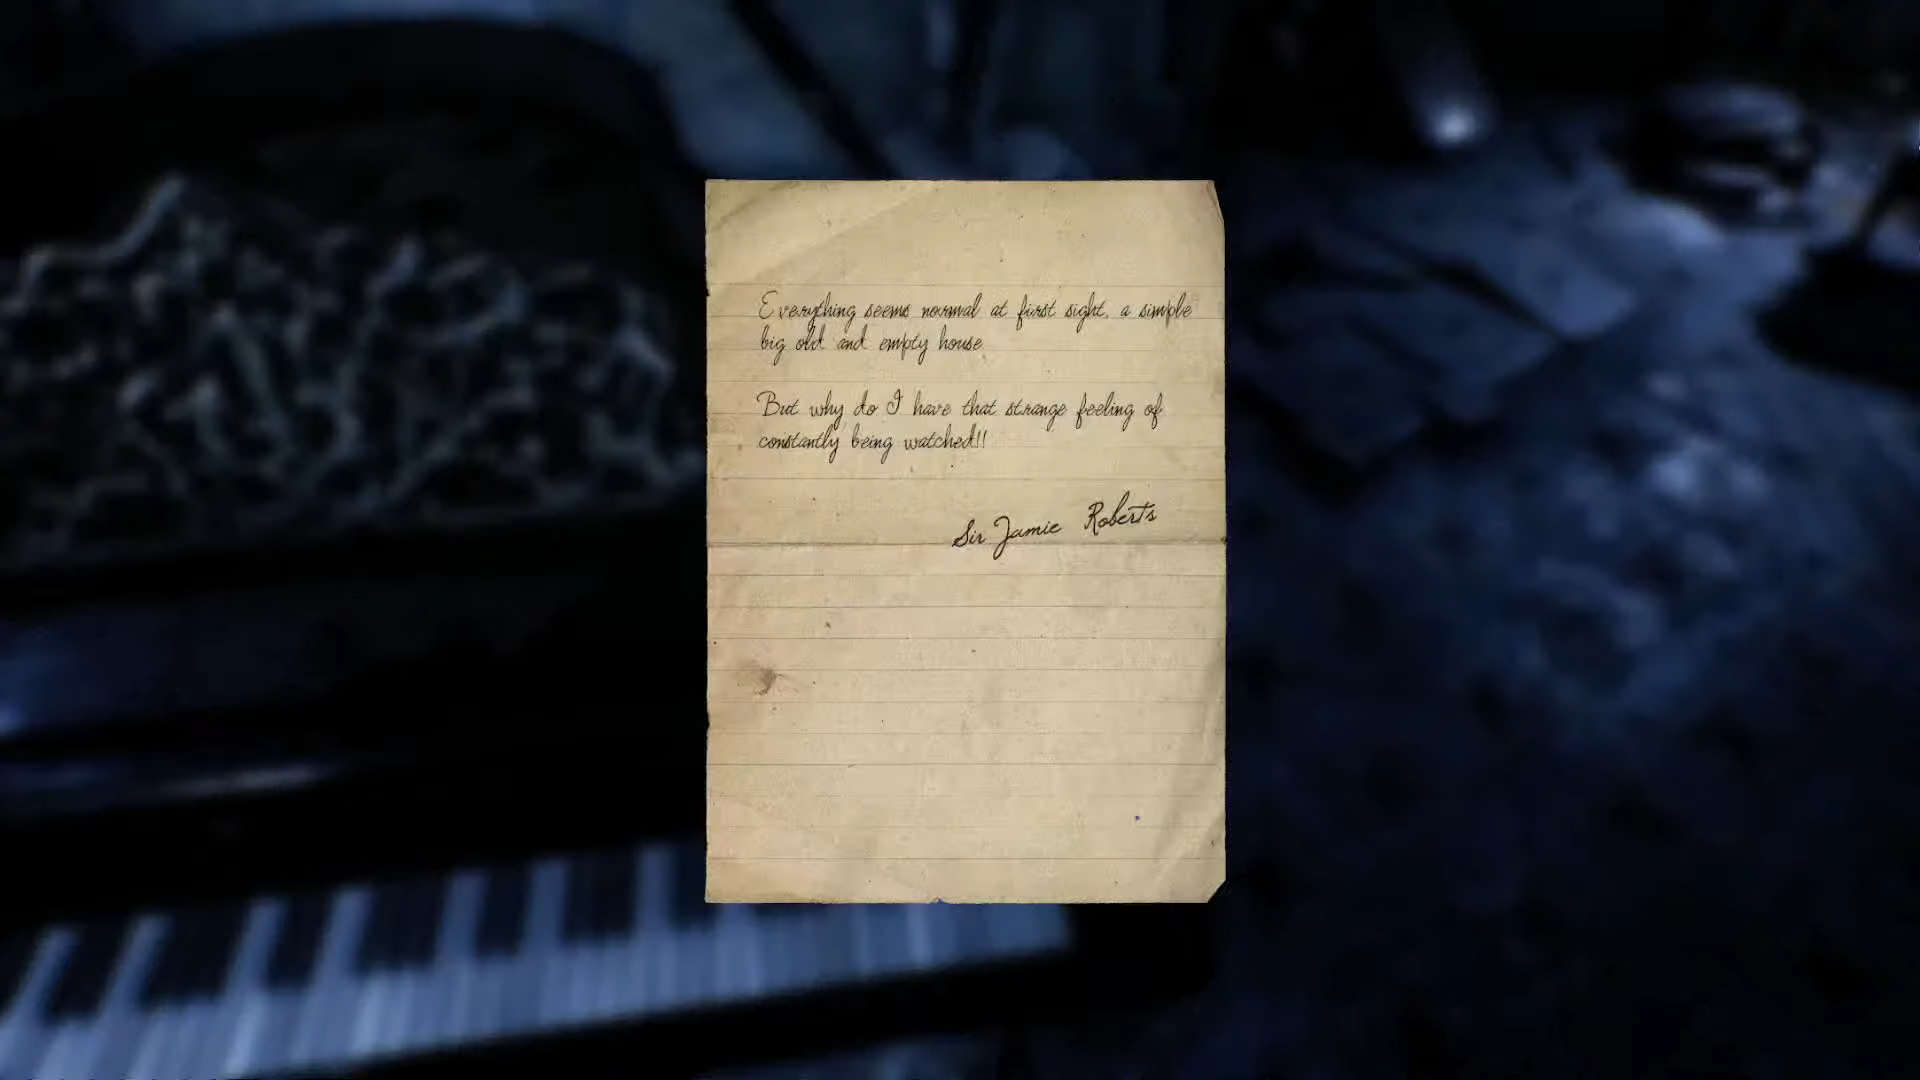 Everything seems normal at first sight, a simple
big old and empty house.
But why do I have that strange feeling of
constantly being watched!!
Sir Jamie Roberts